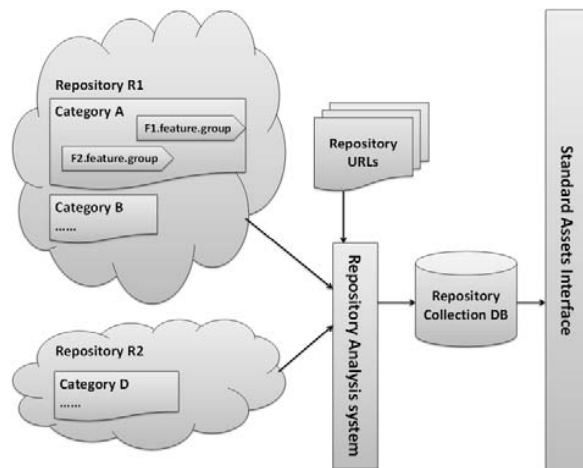 Repository R1
Category A
F1.feature.group
F2.feature.group
Category B
......
Repository R2
Category D
......
Repository
URLs
Repository Analysis system
Repository
Collection DB
Standard Assets Interface